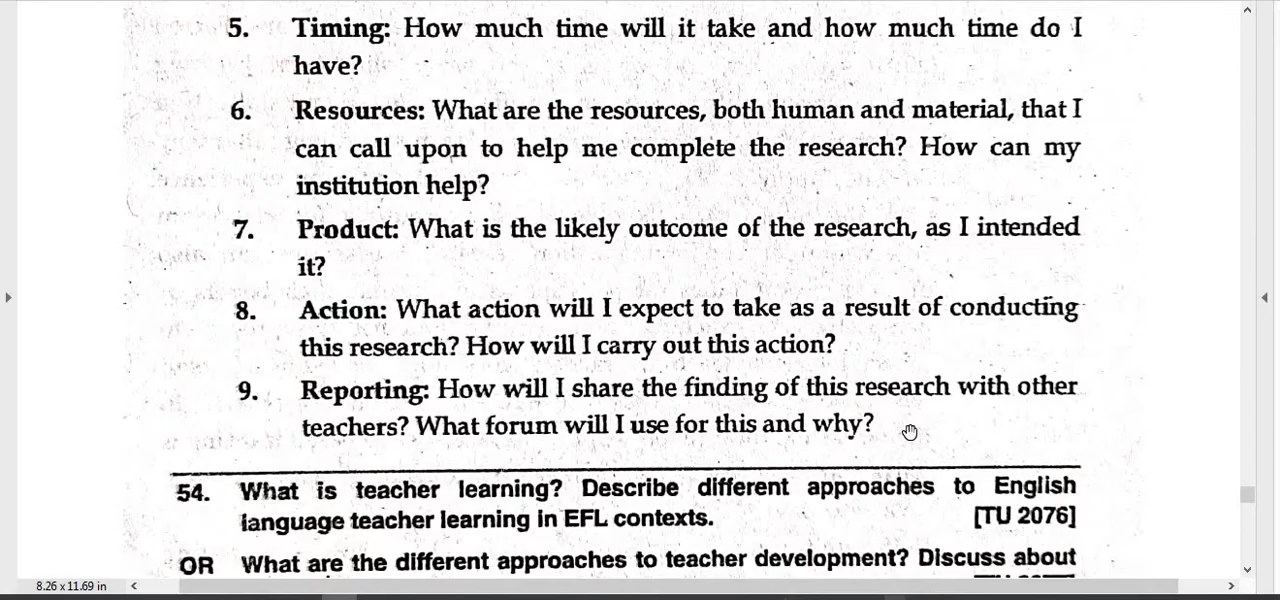 5. Timing: How much time will it take and how much time do I
have?
6. Resources: What are the resources, both human and material, that I
can call upon to help me complete the research? How can my
institution help?
7. Product: What is the likely outcome of the research, as I intended
it?
8. Action: What action will I expect to take as a result of conducting
this research? How will I carry out this action?
9. Reporting: How will I share the finding of this research with other
teachers? What forum will I use for this and why?
54. What is teacher learning? Describe different approaches to English
language teacher learning in EFL contexts. [TU 2076]
OR What are the different approaches to teacher development? Discuss about
8.26 x 11.69 in